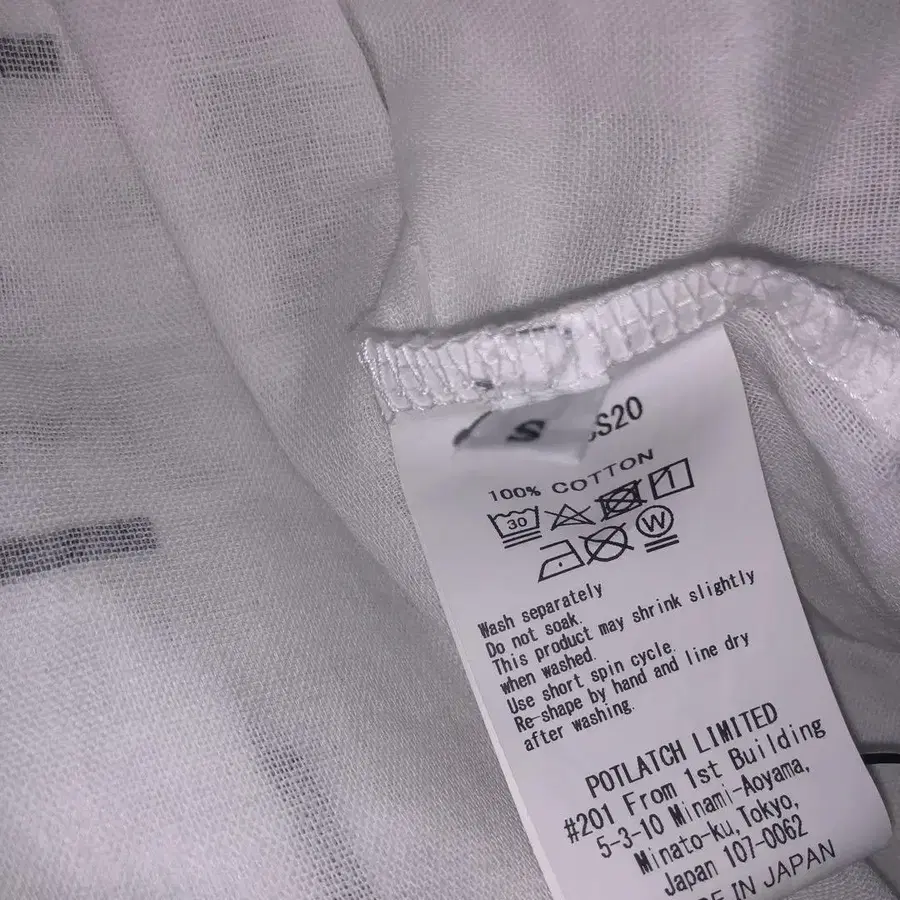 S
SS20
100% COTTON
30
1
W
Wash separately
Do not soak.
This product may shrink slightly
when washed.
Use short spin cycle.
Re-shape by hand and line dry
after washing.
POTLATCH LIMITED
#201 From 1st Building
5-3-10 Minami-Aoyama,
Minato-ku, Tokyo,
Japan 107-0062
IN JAPAN